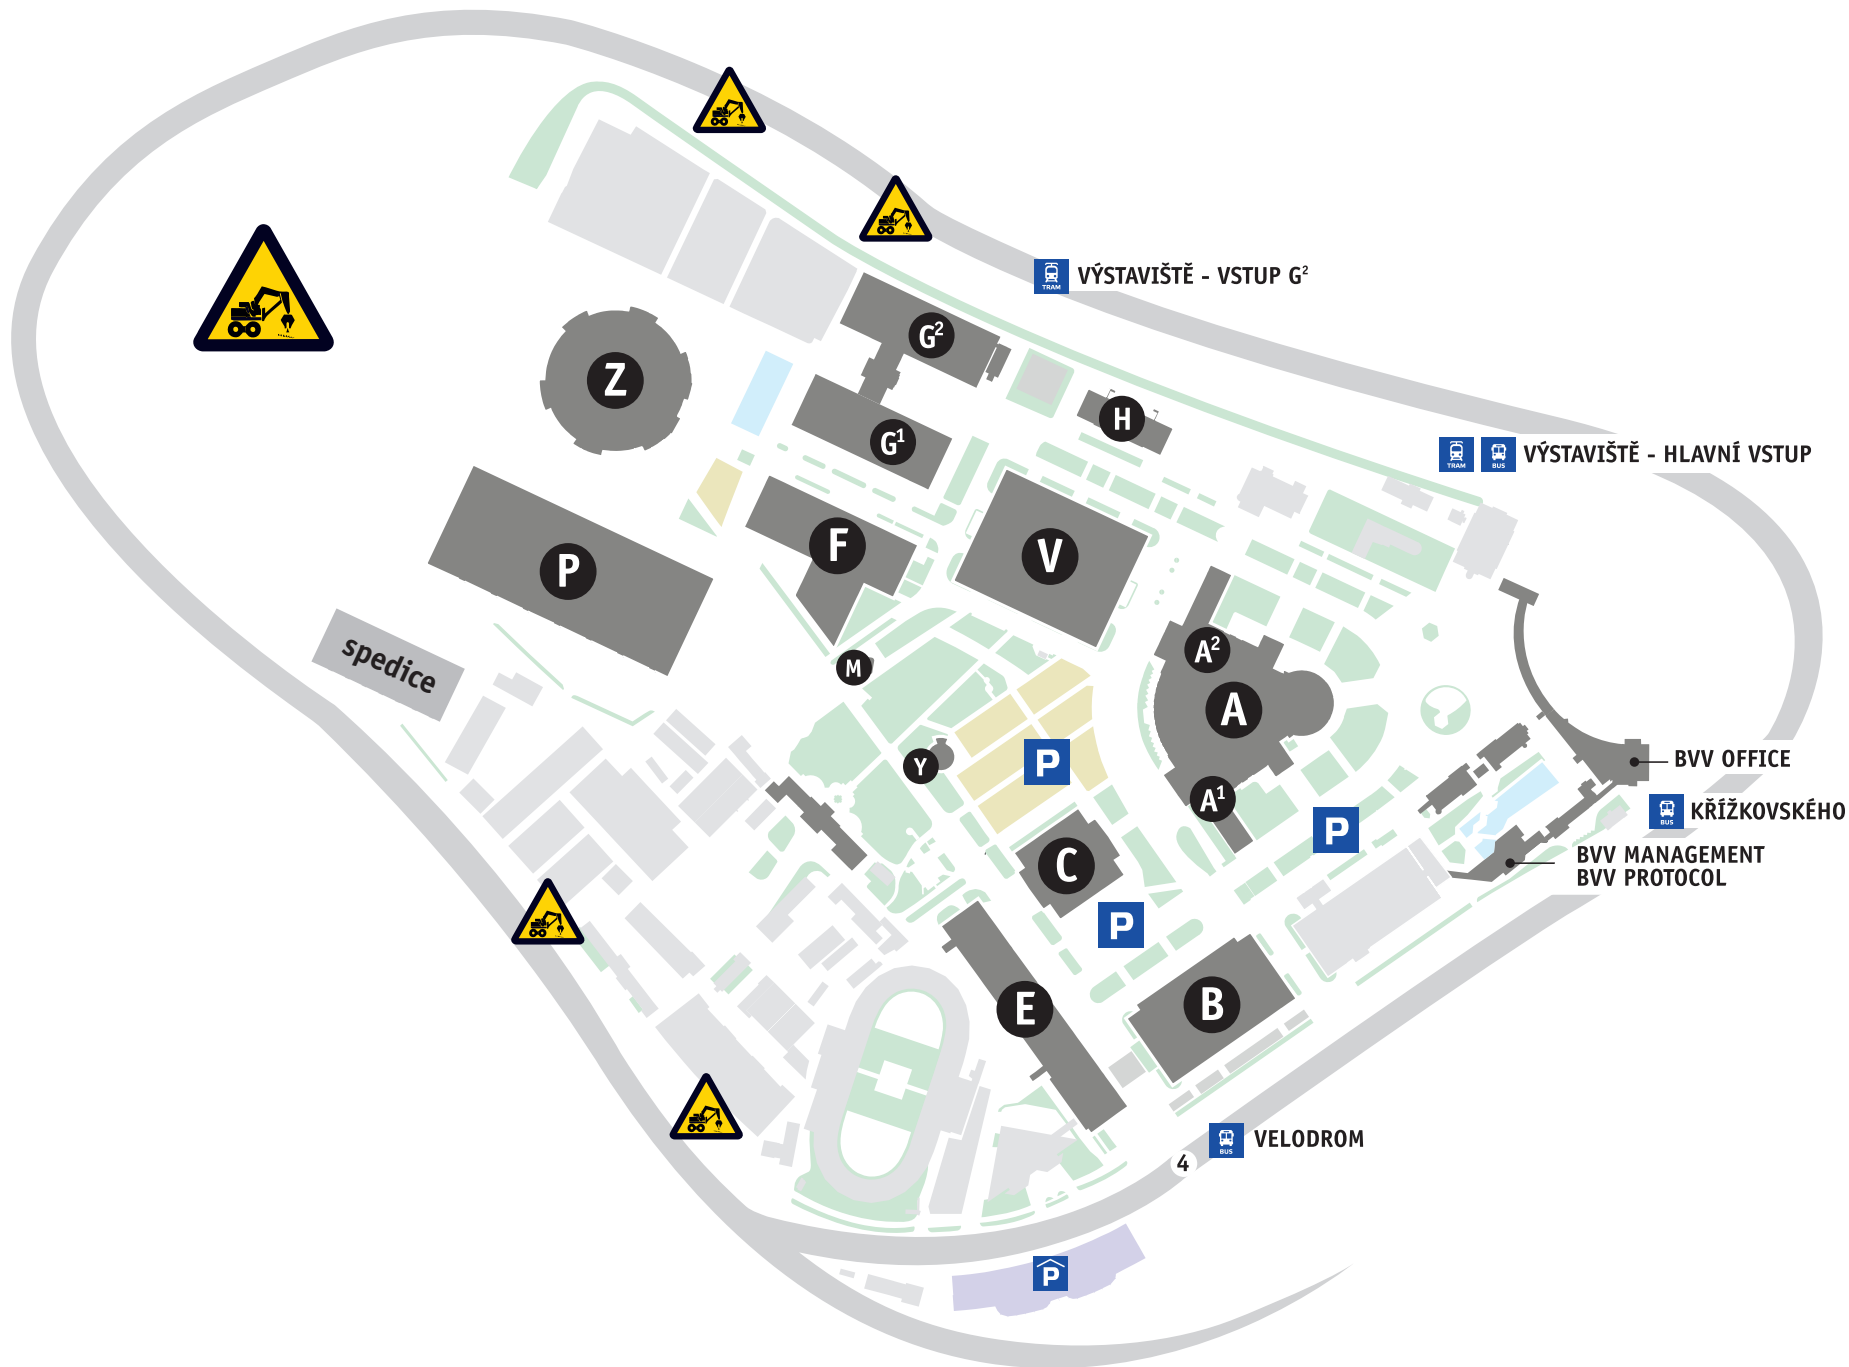 TRAM
VÝSTAVIŠTĚ - VSTUP G²
G²
Z
H
G¹
TRAM
BUS
VÝSTAVIŠTĚ - HLAVNÍ VSTUP
F
V
P
spedice
M
A²
A
Y
P
A¹
P
BVV OFFICE
BUS
KŘÍŽKOVSKÉHO
C
BVV MANAGEMENT
BVV PROTOCOL
P
E
B
BUS
VELODROM
4
P